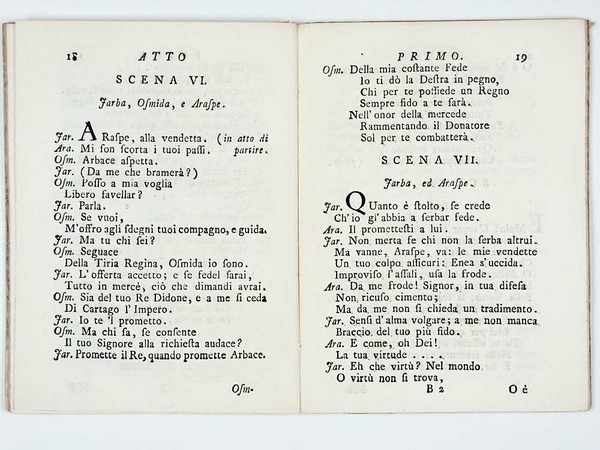 18 ATTO
SCENA VI.
Jarba, Osmida, e Araspe.
Jar. ARaspe, alla vendetta. (in atto di
Ara. Mi son scorta i tuoi passi. partire.
Osm. Arbace aspetta.
Jar. (Da me che bramerà?)
Osm. Posso a mia voglia
Libero favellar?
Jar. Parla.
Osm. Se vuoi,
M'offro agli sdegni tuoi compagno, e guida.
Jar. Ma tu chi sei?
Osm. Seguace
Della Tiria Regina, Osmida io sono.
Jar. L'offerta accetto; e se fedel sarai,
Tutto in mercè, ciò che dimandi avrai.
Osm. Sia del tuo Re Didone, e a me si ceda
Di Cartago l'Impero.
Jar. Io te 'l prometto.
Osm. Ma chi sa, se consente
Il tuo Signore alla richiesta audace?
Jar. Promette il Re, quando promette Arbace.
Osm.
PRIMO. 19
Osm. Della mia costante Fede
Io ti dò la Destra in pegno,
Chi per te possiede un Regno
Sempre fido a te sarà.
Nell'onor della mercede
Rammentando il Donatore
Sol per te combatterà.
SCENA VII.
Jarba, ed Araspe.
Jar. QUanto è stolto, se crede
Ch'io gl'abbia a serbar fede.
Ara. Il promettesti a lui.
Jar. Non merta fe chi non la serba altrui.
Ma vanne, Araspe, va: le mie vendette
Un tuo colpo assicuri: Enea s'uccida.
Improviso l'assali, usa la frode.
Ara. Da me frode! Signor, in tua difesa
Non ricuso cimento;
Ma da me non si chieda un tradimento.
Jar. Sensi d'alma volgare; a me non manca
Braccio del tuo più fido.
Ara. E come, oh Dei!
La tua virtude . . . .
Jar. Eh che virtù? Nel mondo
O virtù non si trova,
B 2 O è